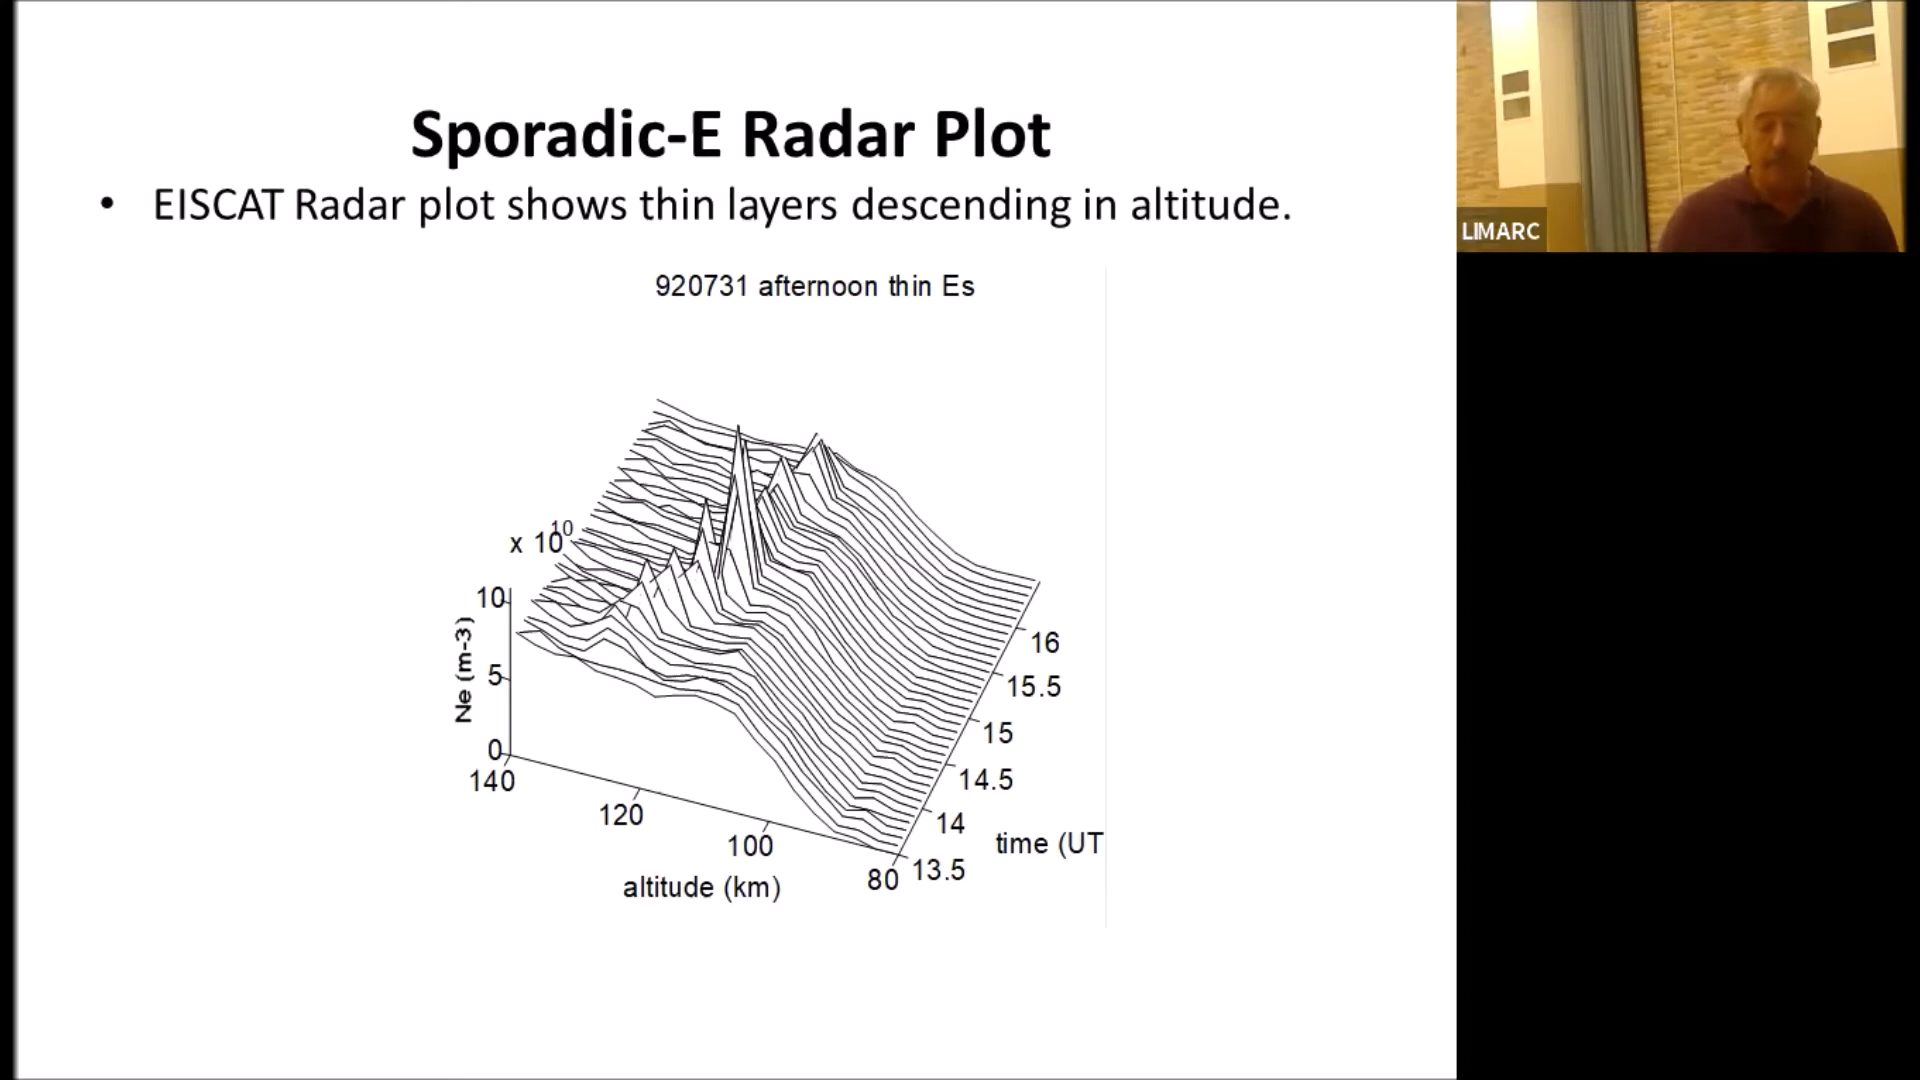 Sporadic-E Radar Plot
• EISCAT Radar plot shows thin layers descending in altitude.
LIMARC
920731 afternoon thin Es
x 10^10
10
5
0
Ne (m-3)
140
120
100
80
altitude (km)
16
15.5
15
14.5
14
13.5
time (UT